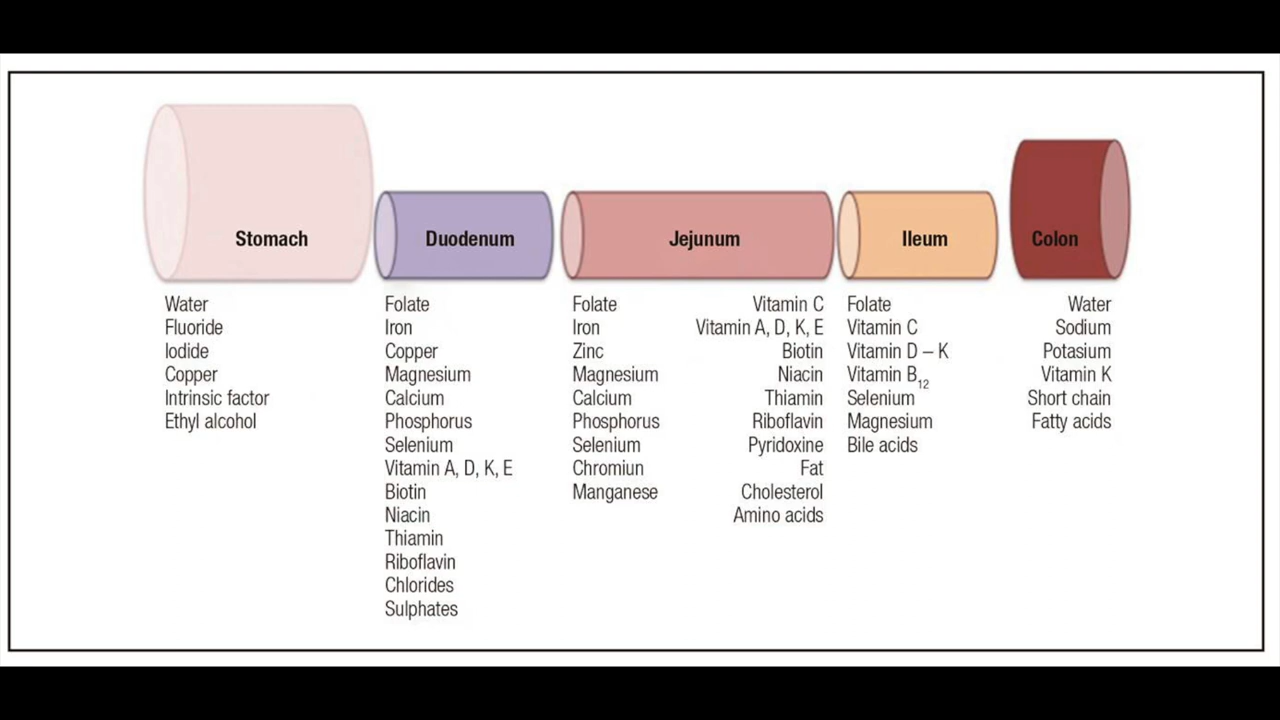 Stomach
Duodenum
Jejunum
Ileum
Colon
Water
Fluoride
Iodide
Copper
Intrinsic factor
Ethyl alcohol
Folate
Iron
Copper
Magnesium
Calcium
Phosphorus
Selenium
Vitamin A, D, K, E
Biotin
Niacin
Thiamin
Riboflavin
Chlorides
Sulphates
Folate
Iron
Zinc
Magnesium
Calcium
Phosphorus
Selenium
Chromiun
Manganese
Vitamin C
Vitamin A, D, K, E
Biotin
Niacin
Thiamin
Riboflavin
Pyridoxine
Fat
Cholesterol
Amino acids
Folate
Vitamin C
Vitamin D – K
Vitamin B12
Selenium
Magnesium
Bile acids
Water
Sodium
Potasium
Vitamin K
Short chain
Fatty acids